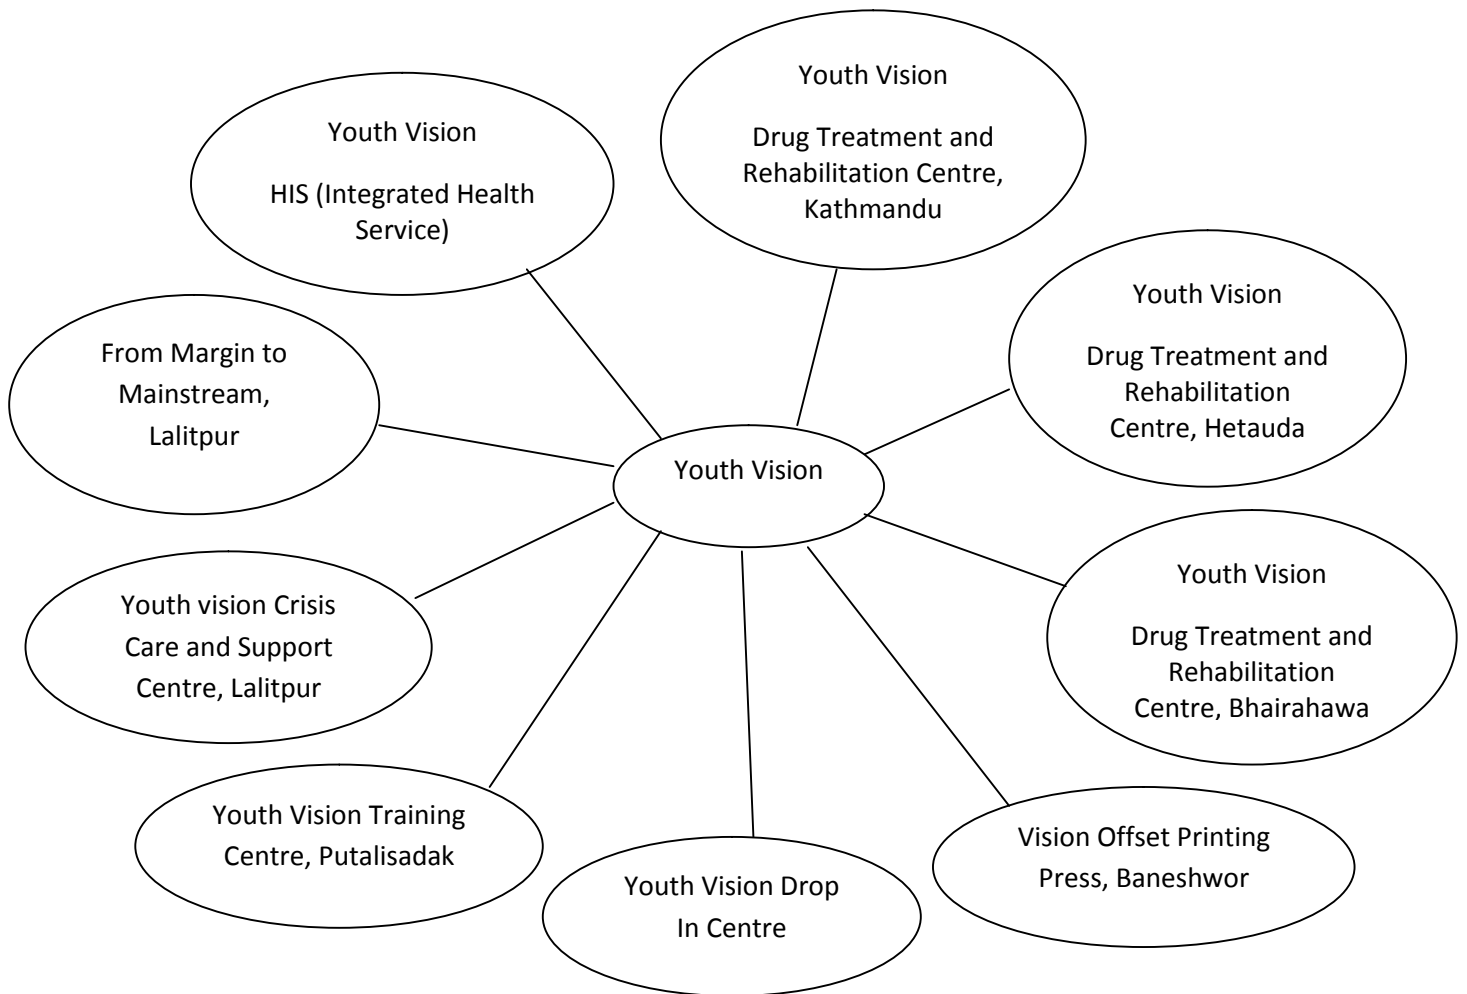 Youth Vision
Drug Treatment and
Rehabilitation Centre,
Kathmandu
Youth Vision
HIS (Integrated Health
Service)
Youth Vision
Drug Treatment and
Rehabilitation
Centre, Hetauda
From Margin to
Mainstream,
Lalitpur
Youth Vision
Youth Vision
Drug Treatment and
Rehabilitation
Centre, Bhairahawa
Youth vision Crisis
Care and Support
Centre, Lalitpur
Youth Vision Training
Centre, Putalisadak
Vision Offset Printing
Press, Baneshwor
Youth Vision Drop
In Centre